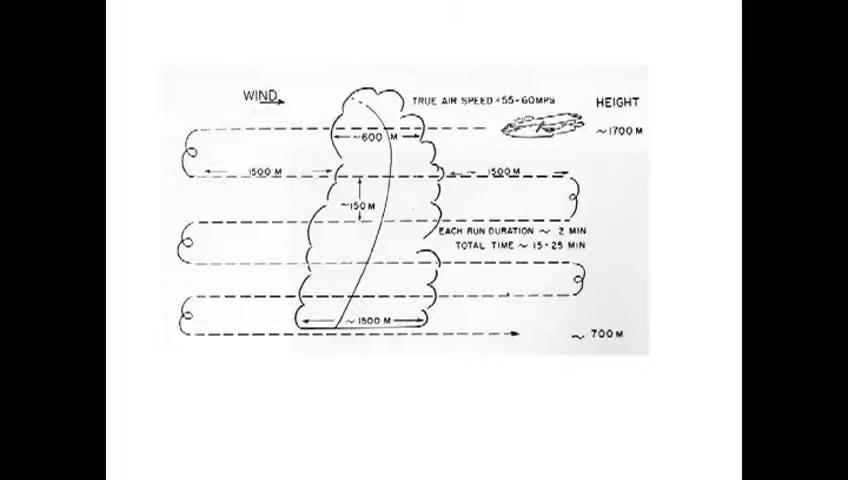 WIND
TRUE AIR SPEED = 55-60MPS
HEIGHT
~1700 M
~600 M
1500 M
~ 1500 M
~150 M
EACH RUN DURATION ~ 2 MIN
TOTAL TIME ~ 15-25 MIN
~ 1500 M
~ 700 M